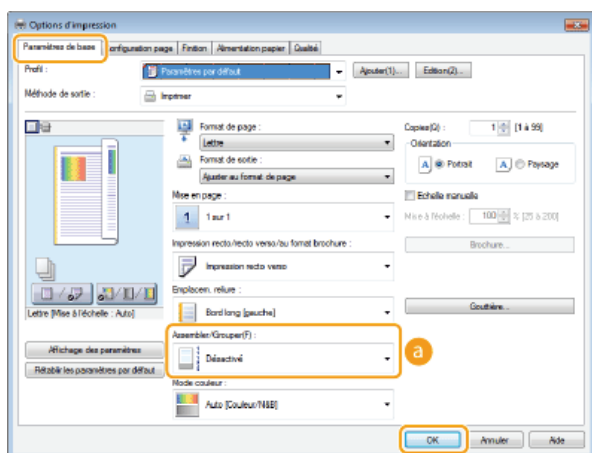 Options d'impression
Paramètres de base
Configuration page
Finition
Alimentation papier
Qualité
Profil :
Paramètres par défaut
Ajouter(1)...
Edition(2)...
Méthode de sortie :
Imprimer
Format de page :
Lettre
Format de sortie :
Ajuster au format de page
Mise en page :
1
1 sur 1
Impression recto/recto verso/au format brochure :
Impression recto verso
Emplacem. reliure :
Bord long [gauche]
Assembler/Grouper(F) :
Désactivé
a
Mode couleur :
Auto [Couleur/N&B]
Copies(Q) :
1
[1 à 99]
Orientation
A
Portrait
A
Paysage
Echelle manuelle
Mise à l'échelle :
100
% [25 à 200]
Brochure...
Gouttière...
Lettre [Mise à l'échelle : Auto]
Affichage des paramètres
Rétablir les paramètres par défaut
OK
Annuler
Aide